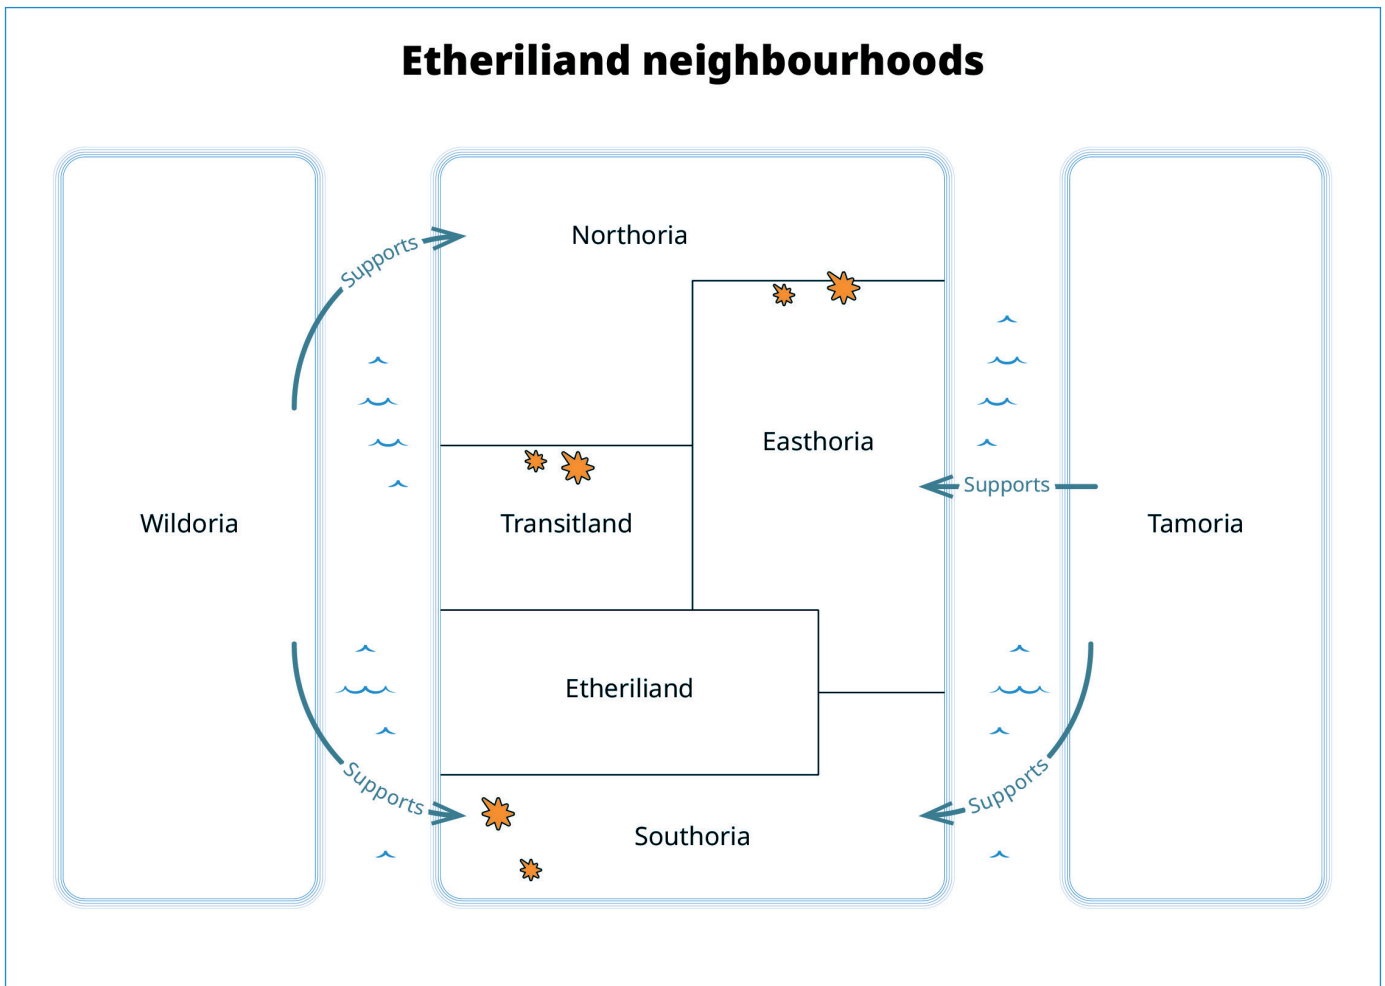 Etheriliand neighbourhoods
Supports
Northoria
Easthoria
Supports
Wildoria
Transitland
Tamoria
Etheriliand
Supports
Southoria
Supports